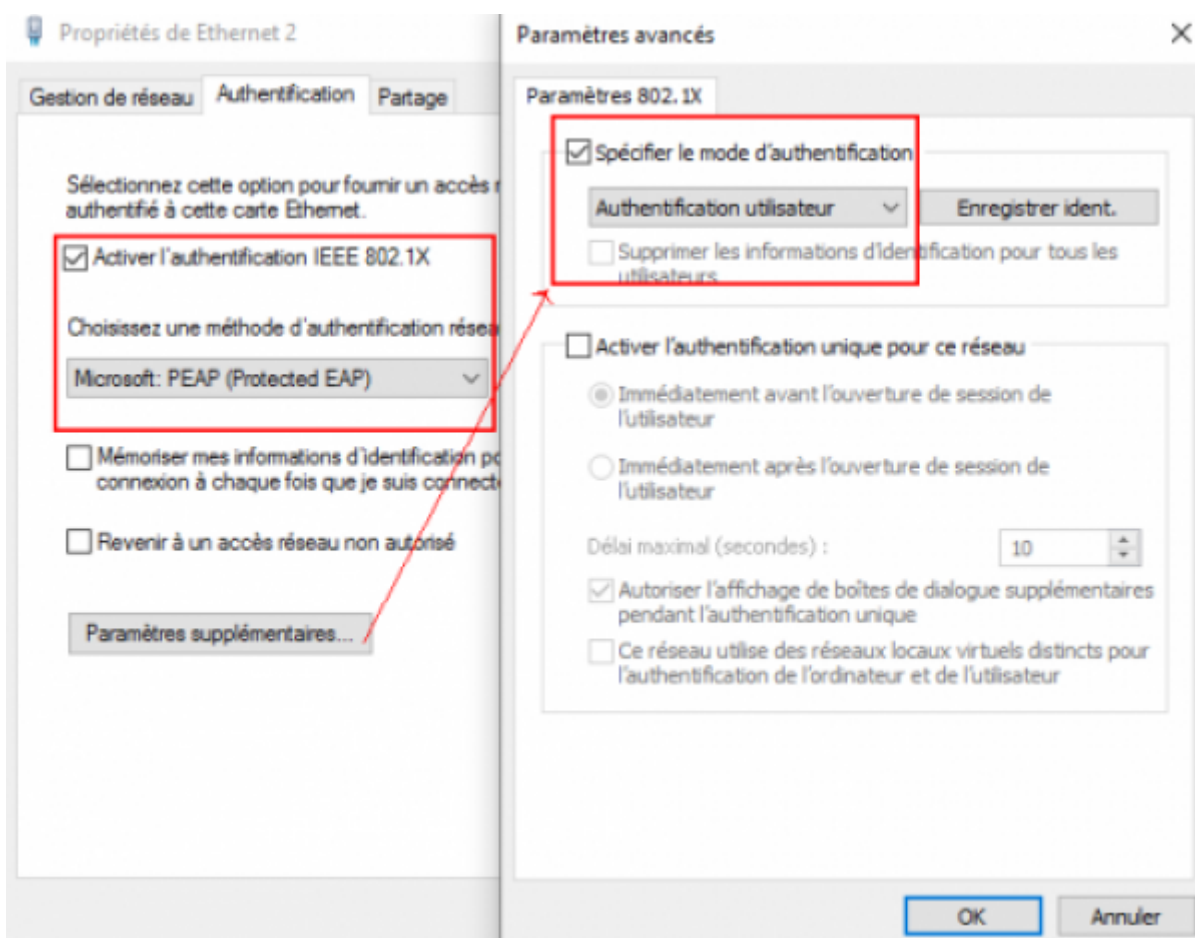 Propriétés de Ethernet 2
Gestion de réseau
Authentification
Partage
Sélectionnez cette option pour fournir un accès
authentifié à cette carte Ethernet.
Activer l'authentification IEEE 802.1X
Choisissez une méthode d'authentification
Microsoft: PEAP (Protected EAP)
Mémoriser mes informations d'identification
connexion à chaque fois que je suis
Revenir à un accès réseau non autorisé
Paramètres supplémentaires...
Paramètres avancés
Paramètres 802.1X
Spécifier le mode d'authentification
Authentification utilisateur
Enregistrer ident.
Supprimer les informations d'identification pour tous les
utilisateurs
Activer l'authentification unique pour ce réseau
Immédiatement avant l'ouverture de session de
l'utilisateur
Immédiatement après l'ouverture de session de
l'utilisateur
Délai maximal (secondes) :
10
Autoriser l'affichage de boîtes de dialogue supplémentaires
pendant l'authentification unique
Ce réseau utilise des réseaux locaux virtuels distincts pour
l'authentification de l'ordinateur et de l'utilisateur
OK
Annuler